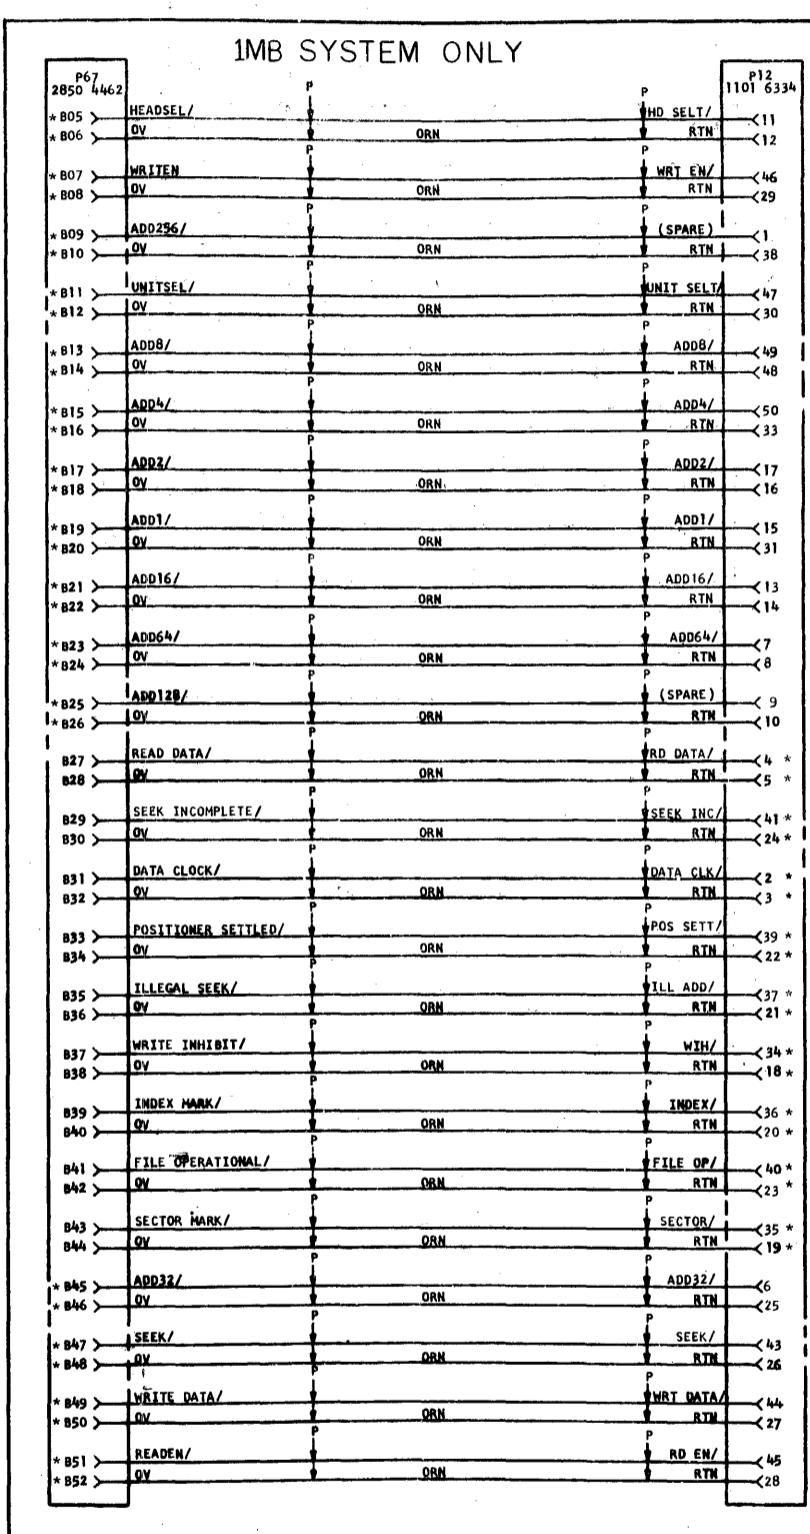 1MB SYSTEM ONLY
P67 P12
2850 4462 P P 1101 6334
* B05 HEADSEL/ HD SELT/ 11
* B06 0V ORN RTN 12
P P
* B07 WRITEN WRT EN/ 46
* B08 0V ORN RTN 29
P P
* B09 ADD256/ (SPARE) 1
* B10 0V ORN RTN 38
P P
* B11 UNITSEL/ UNIT SELT/ 47
* B12 0V ORN RTN 30
P P
* B13 ADD8/ ADD8/ 49
* B14 0V ORN RTN 48
P P
* B15 ADD4/ ADD4/ 50
* B16 0V ORN RTN 33
P P
* B17 ADD2/ ADD2/ 17
* B18 0V ORN RTN 16
P P
* B19 ADD1/ ADD1/ 15
* B20 0V ORN RTN 31
P P
* B21 ADD16/ ADD16/ 13
* B22 0V ORN RTN 14
P P
* B23 ADD64/ ADD64/ 7
* B24 0V ORN RTN 8
P P
* B25 ADD128/ (SPARE) 9
* B26 0V ORN RTN 10
P P
B27 READ DATA/ RD DATA/ 4 *
B28 0V ORN RTN 5 *
P P
B29 SEEK INCOMPLETE/ SEEK INC/ 41 *
B30 0V ORN RTN 24 *
P P
B31 DATA CLOCK/ DATA CLK/ 2 *
B32 0V ORN RTN 3 *
P P
B33 POSITIONER SETTLED/ POS SETT/ 39 *
B34 0V ORN RTN 22 *
P P
B35 ILLEGAL SEEK/ ILL ADD/ 37 *
B36 0V ORN RTN 21 *
P P
B37 WRITE INHIBIT/ WIH/ 34 *
B38 0V ORN RTN 18 *
P P
B39 INDEX MARK/ INDEX/ 36 *
B40 0V ORN RTN 20 *
P P
B41 FILE OPERATIONAL/ FILE OP/ 40 *
B42 0V ORN RTN 23 *
P P
B43 SECTOR MARK/ SECTOR/ 35 *
B44 0V ORN RTN 19 *
P P
* B45 ADD32/ ADD32/ 6
* B46 0V ORN RTN 25
P P
* B47 SEEK/ SEEK/ 43
* B48 0V ORN RTN 26
P P
* B49 WRITE DATA/ WRT DATA/ 44
* B50 0V ORN RTN 27
P P
* B51 READEN/ RD EN/ 45
* B52 0V ORN RTN 28